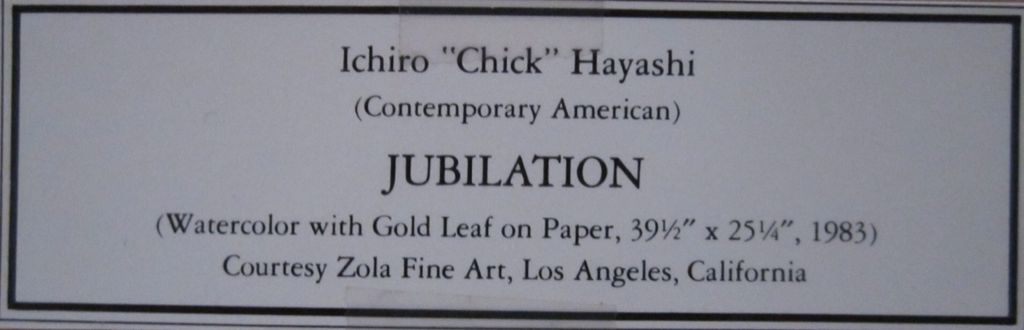 Ichiro "Chick" Hayashi
(Contemporary American)
JUBILATION
(Watercolor with Gold Leaf on Paper, 39½" x 25¼", 1983)
Courtesy Zola Fine Art, Los Angeles, California